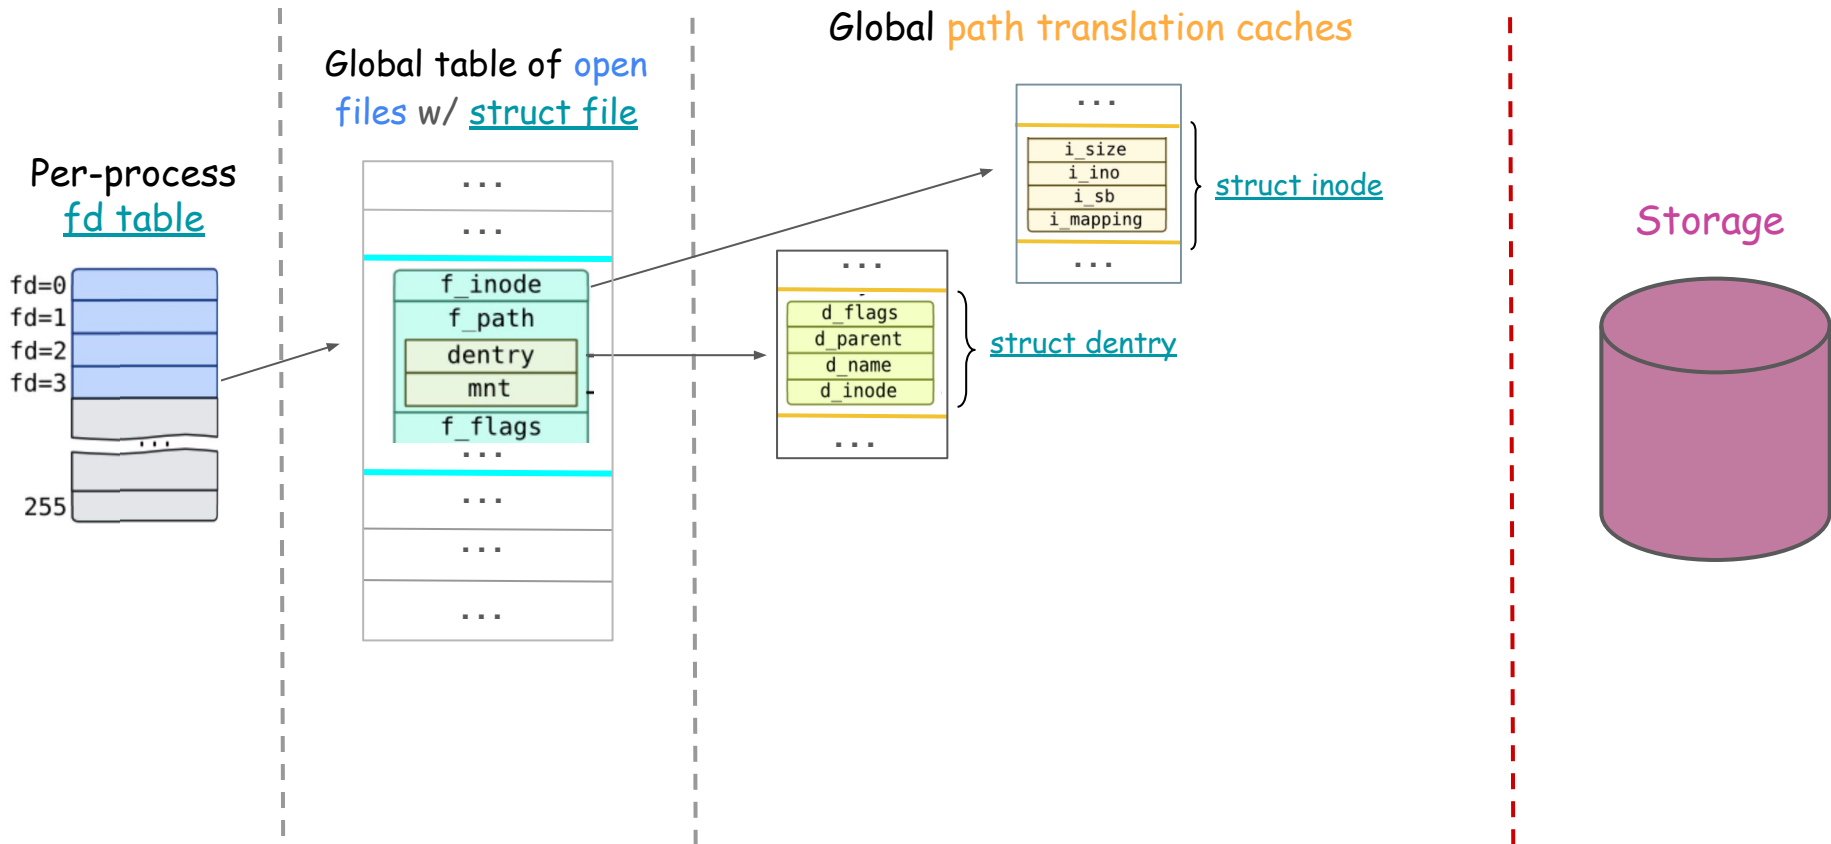 Per-process
fd table
fd=0
fd=1
fd=2
fd=3
...
255
Global table of open
files w/ struct file
...
...
f_inode
f_path
dentry
mnt
f_flags
...
...
...
...
Global path translation caches
...
d_flags
d_parent
d_name
d_inode
...
struct dentry
...
i_size
i_ino
i_sb
i_mapping
...
struct inode
Storage